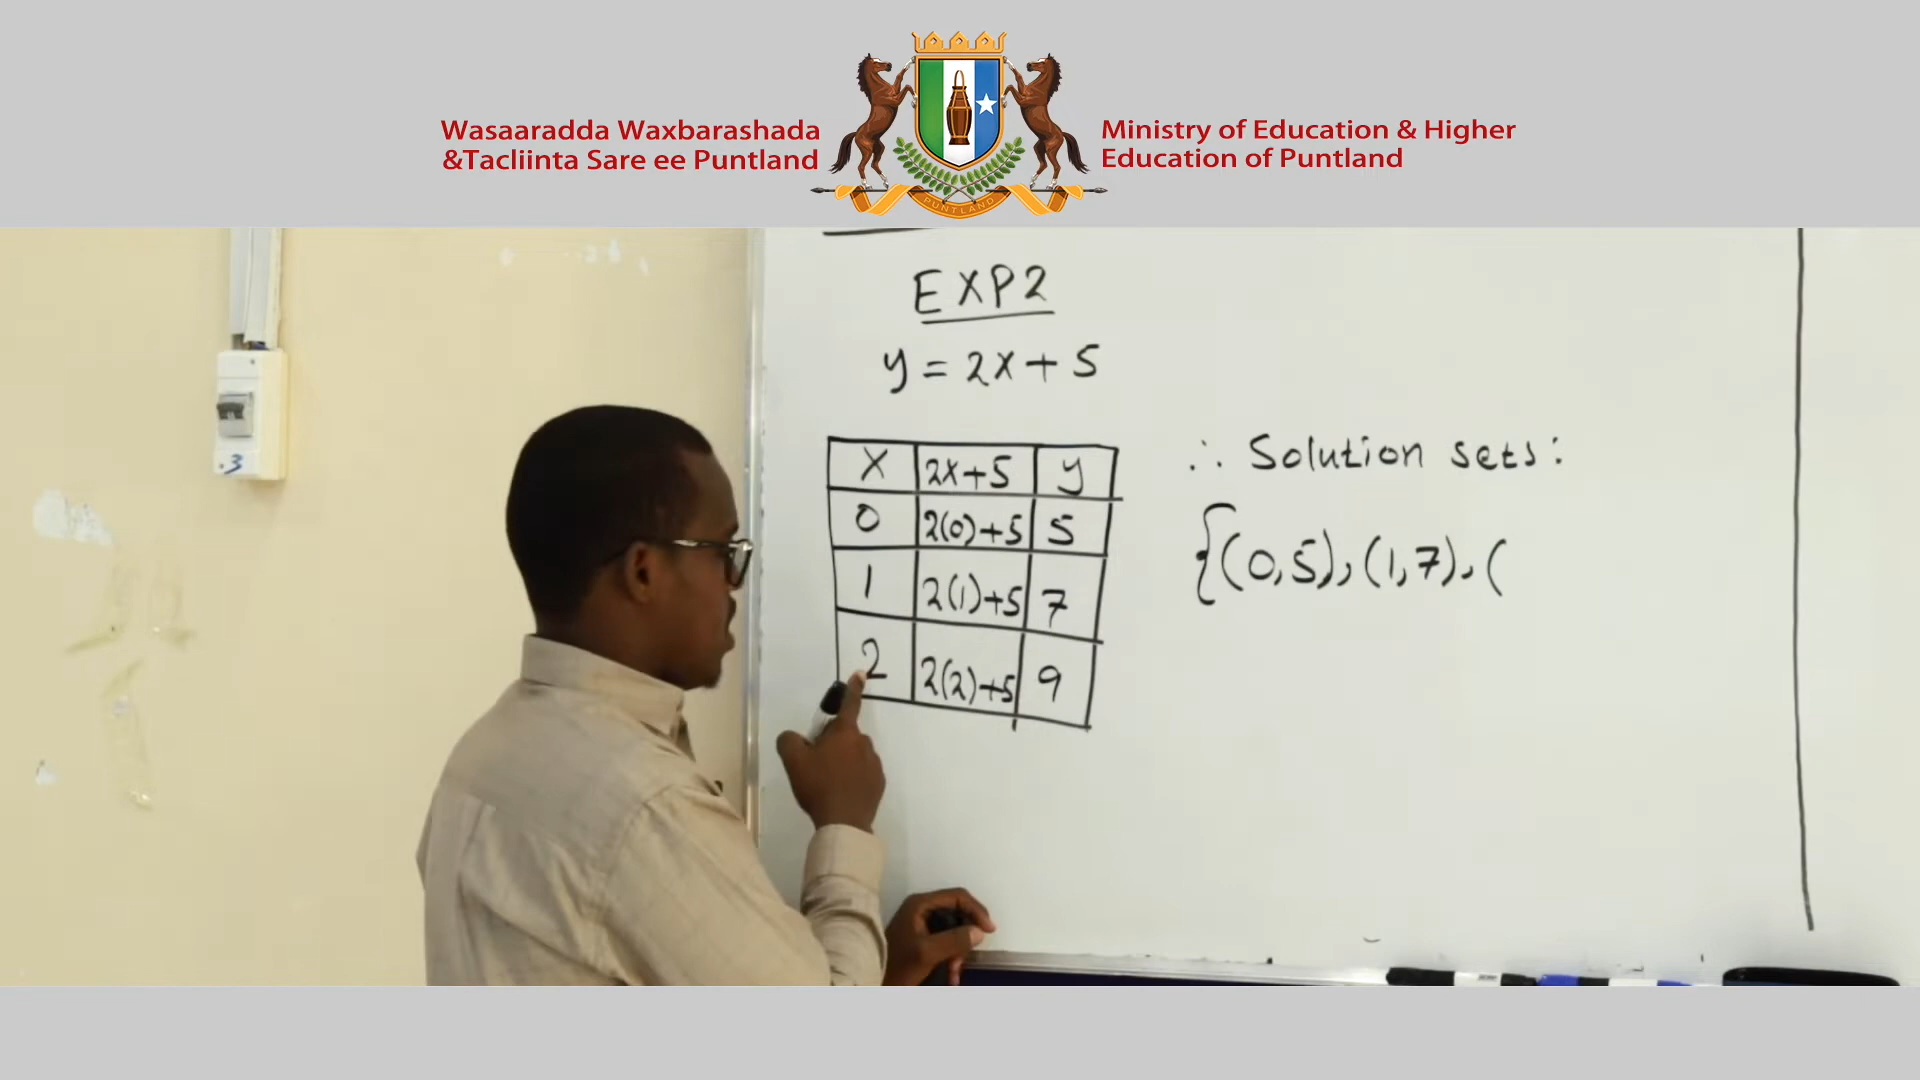 Wasaaradda Waxbarashada
&Tacliinta Sare ee Puntland
Ministry of Education & Higher
Education of Puntland
PUNTLAND
EXP2
y = 2x + 5
X 2X+5 y
0 2(0)+5 5
1 2(1)+5 7
2 2(2)+5 9
∴ Solution sets:
{(0,5), (1,7), (
3